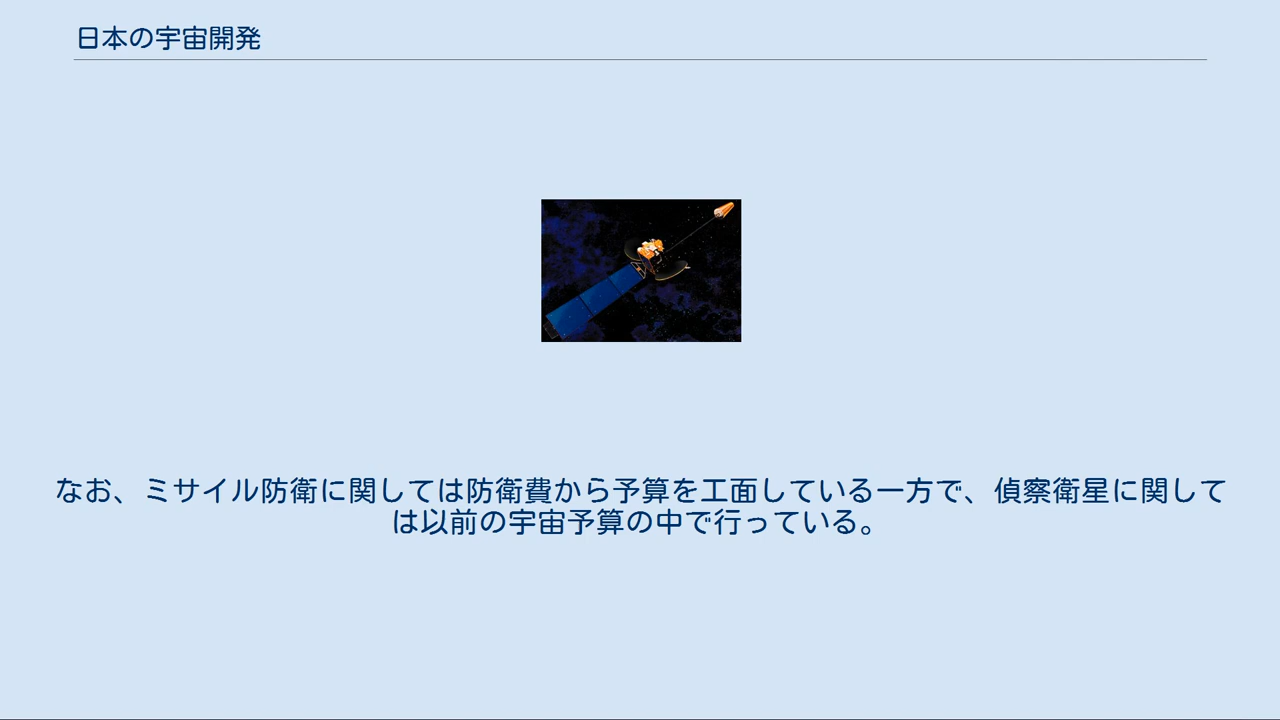 日本の宇宙開発
なお、ミサイル防衛に関しては防衛費から予算を工面している一方で、偵察衛星に関して
は以前の宇宙予算の中で行っている。